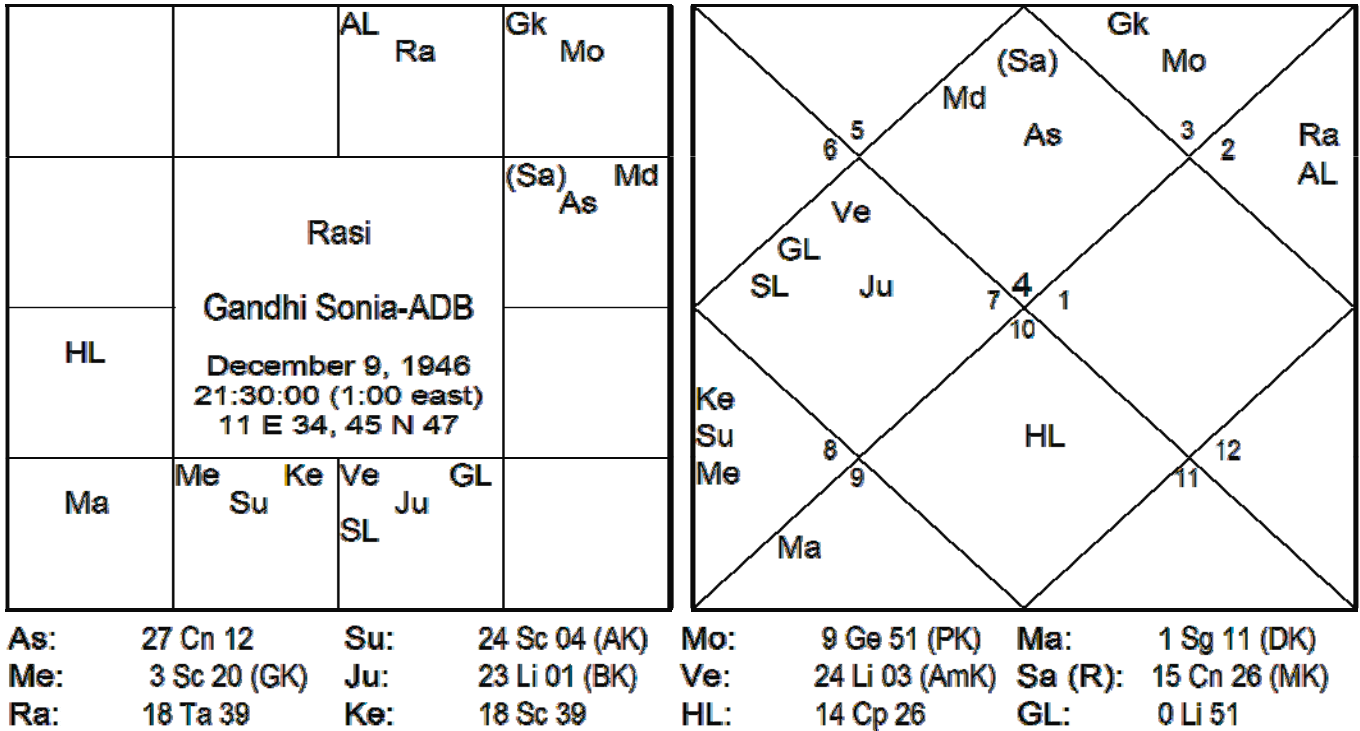 AL
Ra
Gk
Mo
(Sa) Md
As
Rasi
Gandhi Sonia-ADB
December 9, 1946
21:30:00 (1:00 east)
11 E 34, 45 N 47
HL
Ma
Me Ke
Su
Ve GL
Ju
SL
Gk
(Sa) Mo
Md
As
5 3
6 2
Ra
AL
Ve
GL
SL Ju
7 4 1
10
Ke
Su
Me
HL
8 12
9 11
Ma
As: 27 Cn 12 Su: 24 Sc 04 (AK) Mo: 9 Ge 51 (PK) Ma: 1 Sg 11 (DK)
Me: 3 Sc 20 (GK) Ju: 23 Li 01 (BK) Ve: 24 Li 03 (AmK) Sa (R): 15 Cn 26 (MK)
Ra: 18 Ta 39 Ke: 18 Sc 39 HL: 14 Cp 26 GL: 0 Li 51